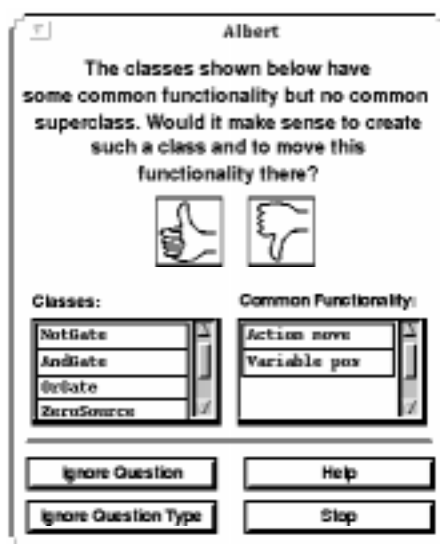 Albert
The classes shown below have
some common functionality but no common
superclass. Would it make sense to create
such a class and to move this
functionality there?
Classes:
NotGate
AndGate
OrGate
ZeroSource
Common Functionality:
Action move
Variable pos
Ignore Question
Help
Ignore Question Type
Stop